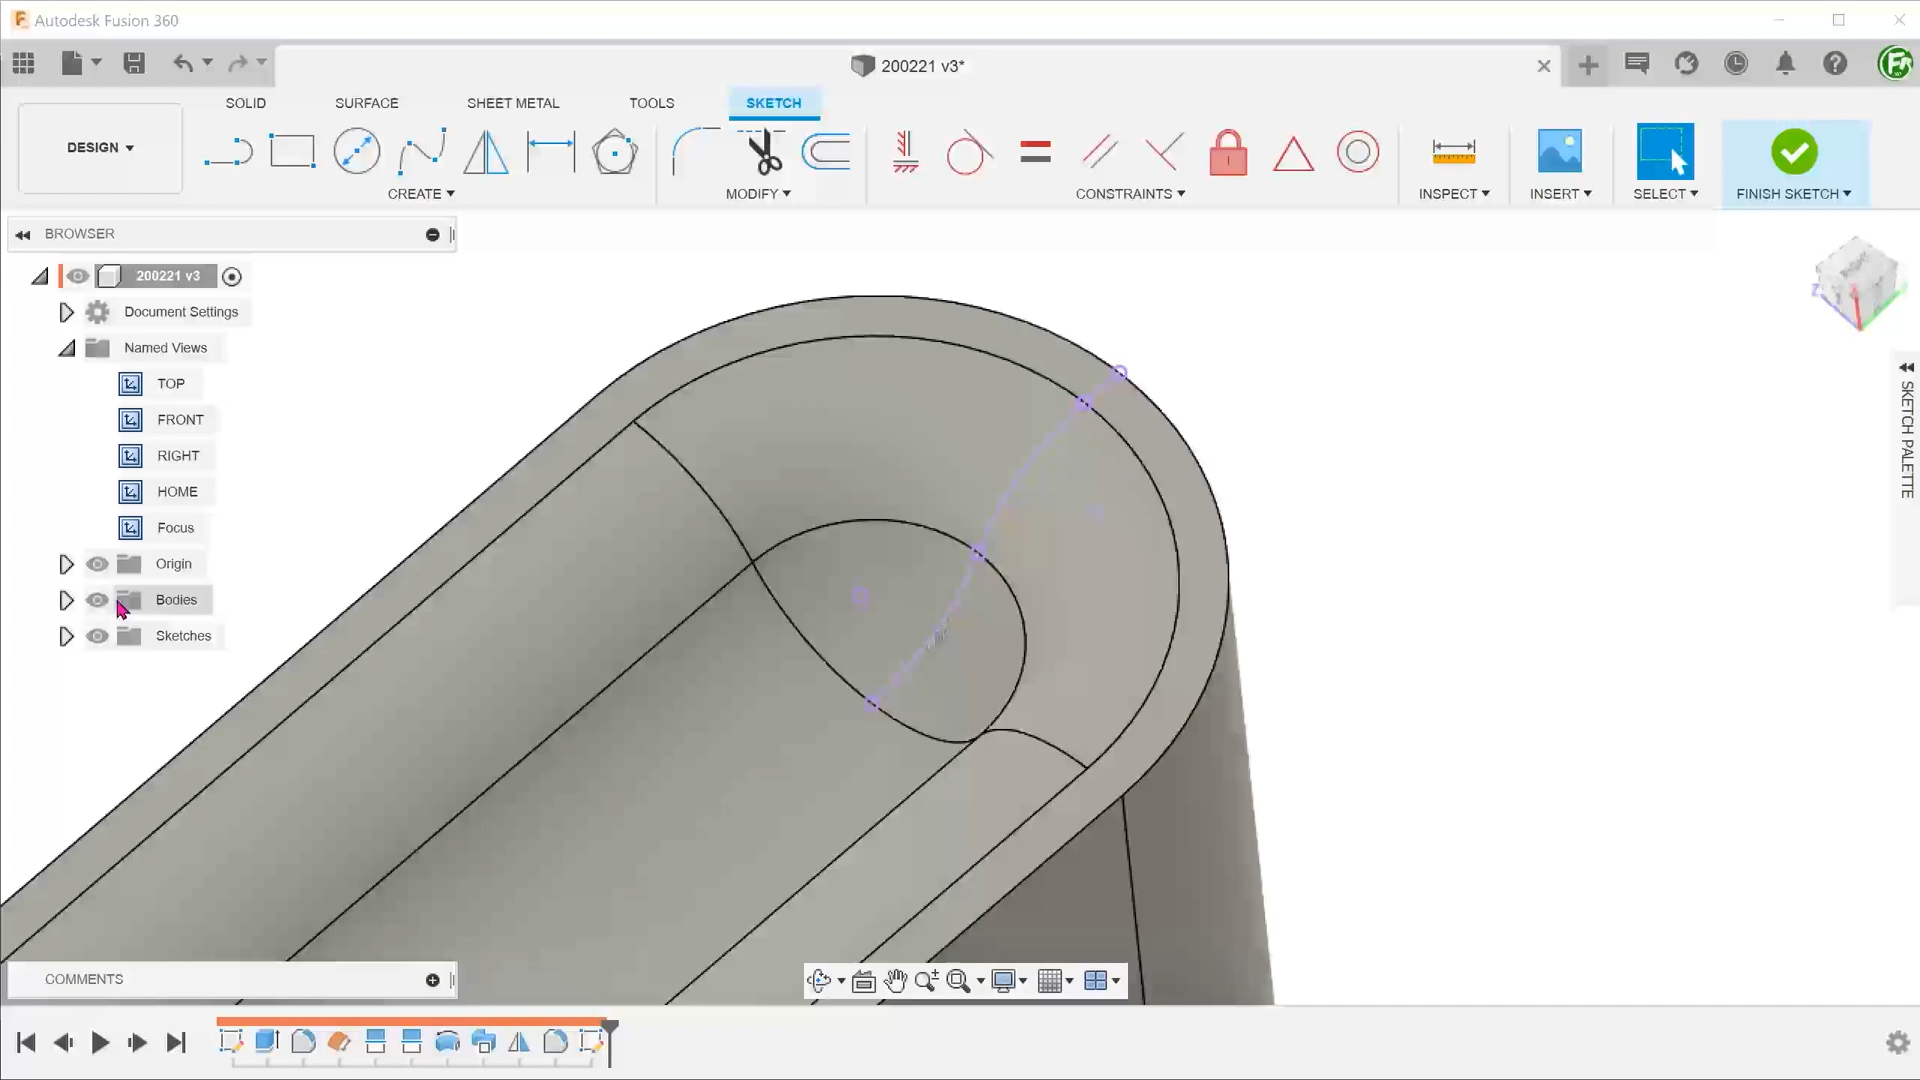 Autodesk Fusion 360
200221 v3*
SOLID SURFACE SHEET METAL TOOLS SKETCH
DESIGN
CREATE MODIFY CONSTRAINTS INSPECT INSERT SELECT FINISH SKETCH
BROWSER
200221 v3
Document Settings
Named Views
TOP
FRONT
RIGHT
HOME
Focus
Origin
Bodies
Sketches
SKETCH PALETTE
COMMENTS